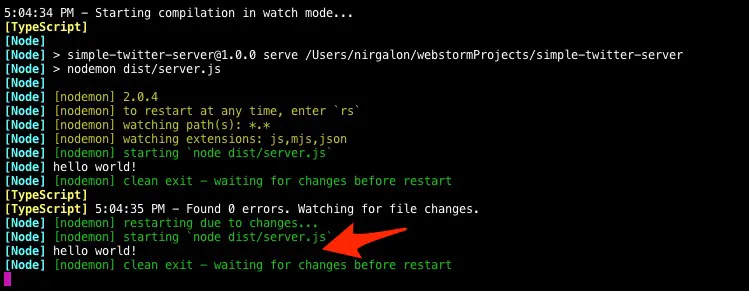 5:04:34 PM - Starting compilation in watch mode...
[TypeScript]
[Node]
[Node] > simple-twitter-server@1.0.0 serve /Users/nirgalon/webstormProjects/simple-twitter-server
[Node] > nodemon dist/server.js
[Node]
[Node] [nodemon] 2.0.4
[Node] [nodemon] to restart at any time, enter `rs`
[Node] [nodemon] watching path(s): *.*
[Node] [nodemon] watching extensions: js,mjs,json
[Node] [nodemon] starting `node dist/server.js`
[Node] hello world!
[Node] [nodemon] clean exit - waiting for changes before restart
[TypeScript]
[TypeScript] 5:04:35 PM - Found 0 errors. Watching for file changes.
[Node] [nodemon] restarting due to changes...
[Node] [nodemon] starting `node dist/server.js`
[Node] hello world!
[Node] [nodemon] clean exit - waiting for changes before restart